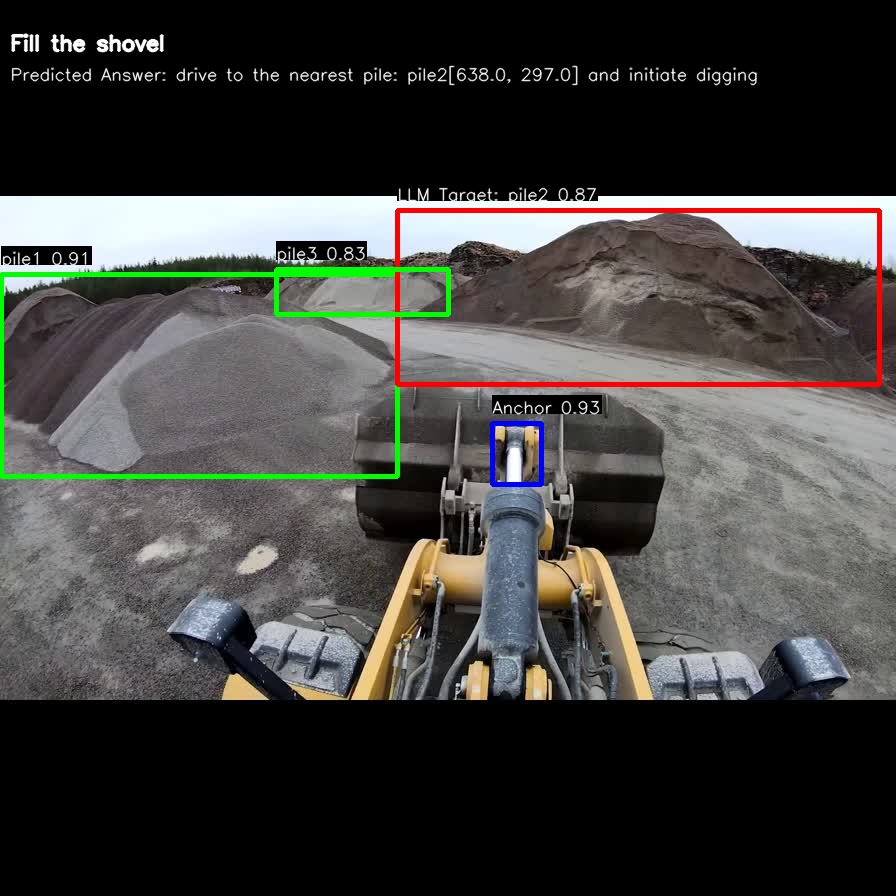 Fill the shovel
Predicted Answer: drive to the nearest pile: pile2[638.0, 297.0] and initiate digging
LLM Target: pile2 0.87
pile3 0.83
pile1 0.91
Anchor 0.93